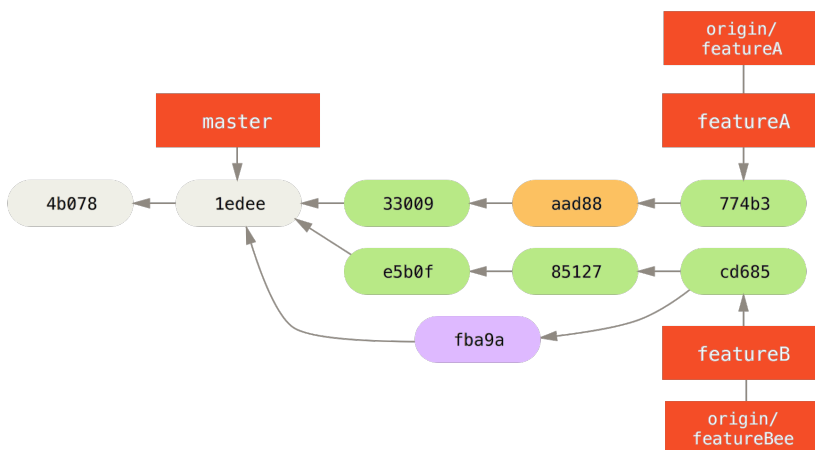 origin/
featureA
master
featureA
4b078
1edee
33009
aad88
774b3
e5b0f
85127
cd685
fba9a
featureB
origin/
featureBee